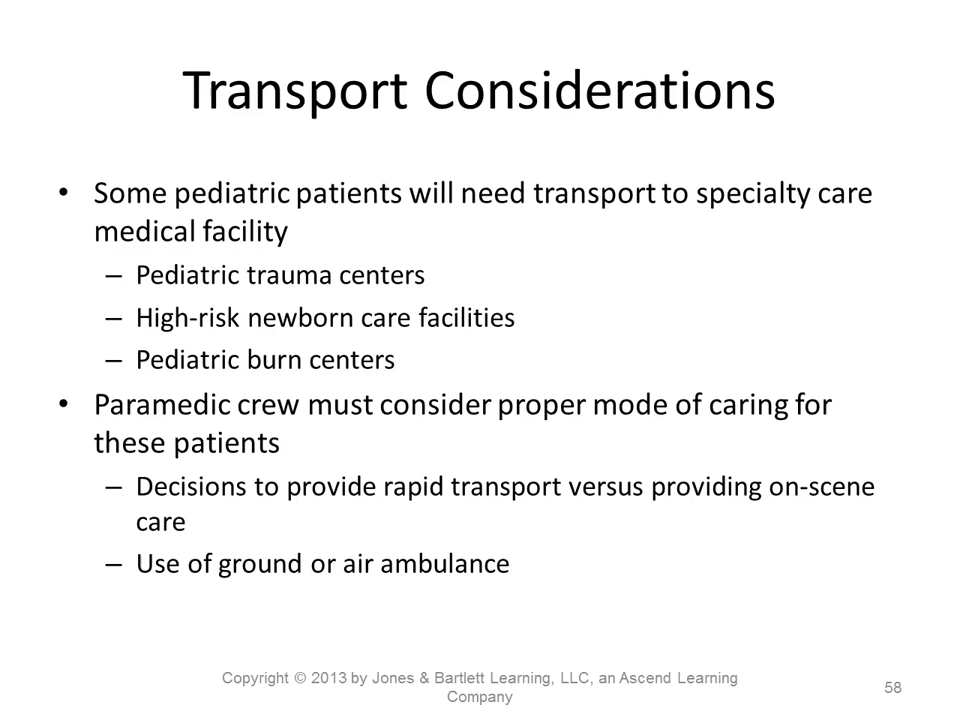 Transport Considerations
• Some pediatric patients will need transport to specialty care
medical facility
– Pediatric trauma centers
– High-risk newborn care facilities
– Pediatric burn centers
• Paramedic crew must consider proper mode of caring for
these patients
– Decisions to provide rapid transport versus providing on-scene
care
– Use of ground or air ambulance
Copyright © 2013 by Jones & Bartlett Learning, LLC, an Ascend Learning
Company
58